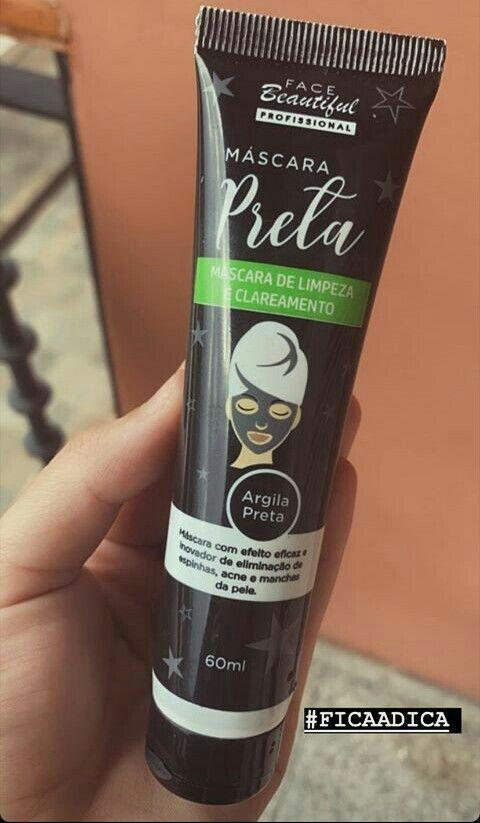 FACE
Beautiful
PROFISSIONAL
MÁSCARA
Preta
MÁSCARA DE LIMPEZA
E CLAREAMENTO
Argila
Preta
Máscara com efeito eficaz e
inovador de eliminação de
espinhas, acne e manchas
da pele.
60ml
#FICAADICA